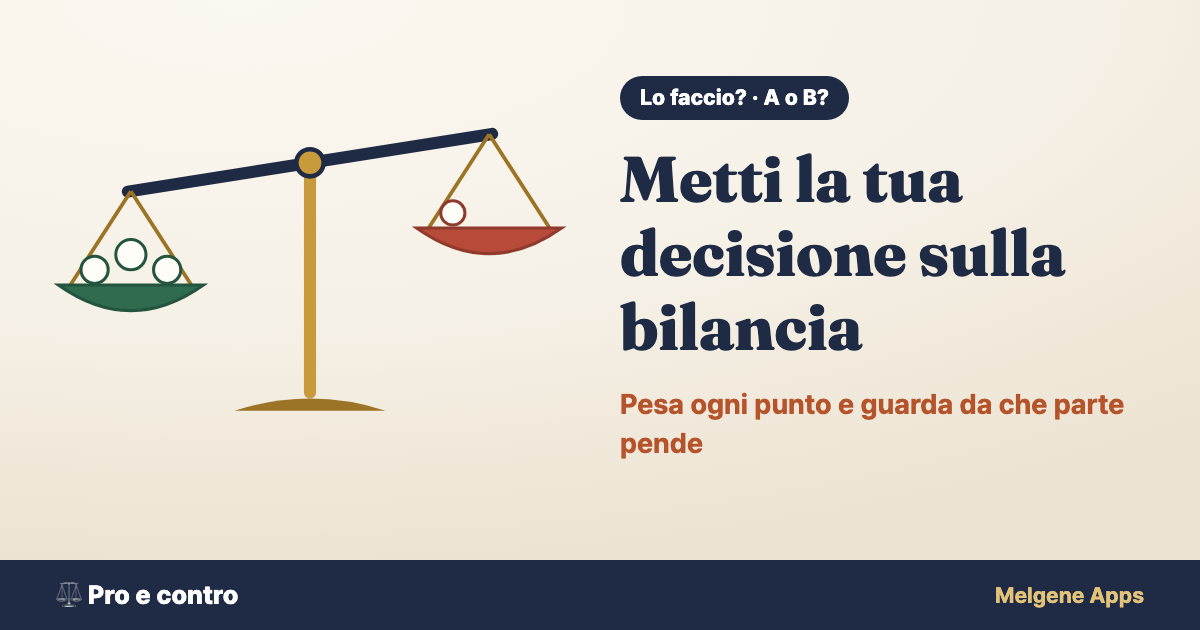 Lo faccio? · A o B?
Metti la tua
decisione sulla
bilancia
Pesa ogni punto e guarda da che parte
pende
Pro e contro
Melgene Apps